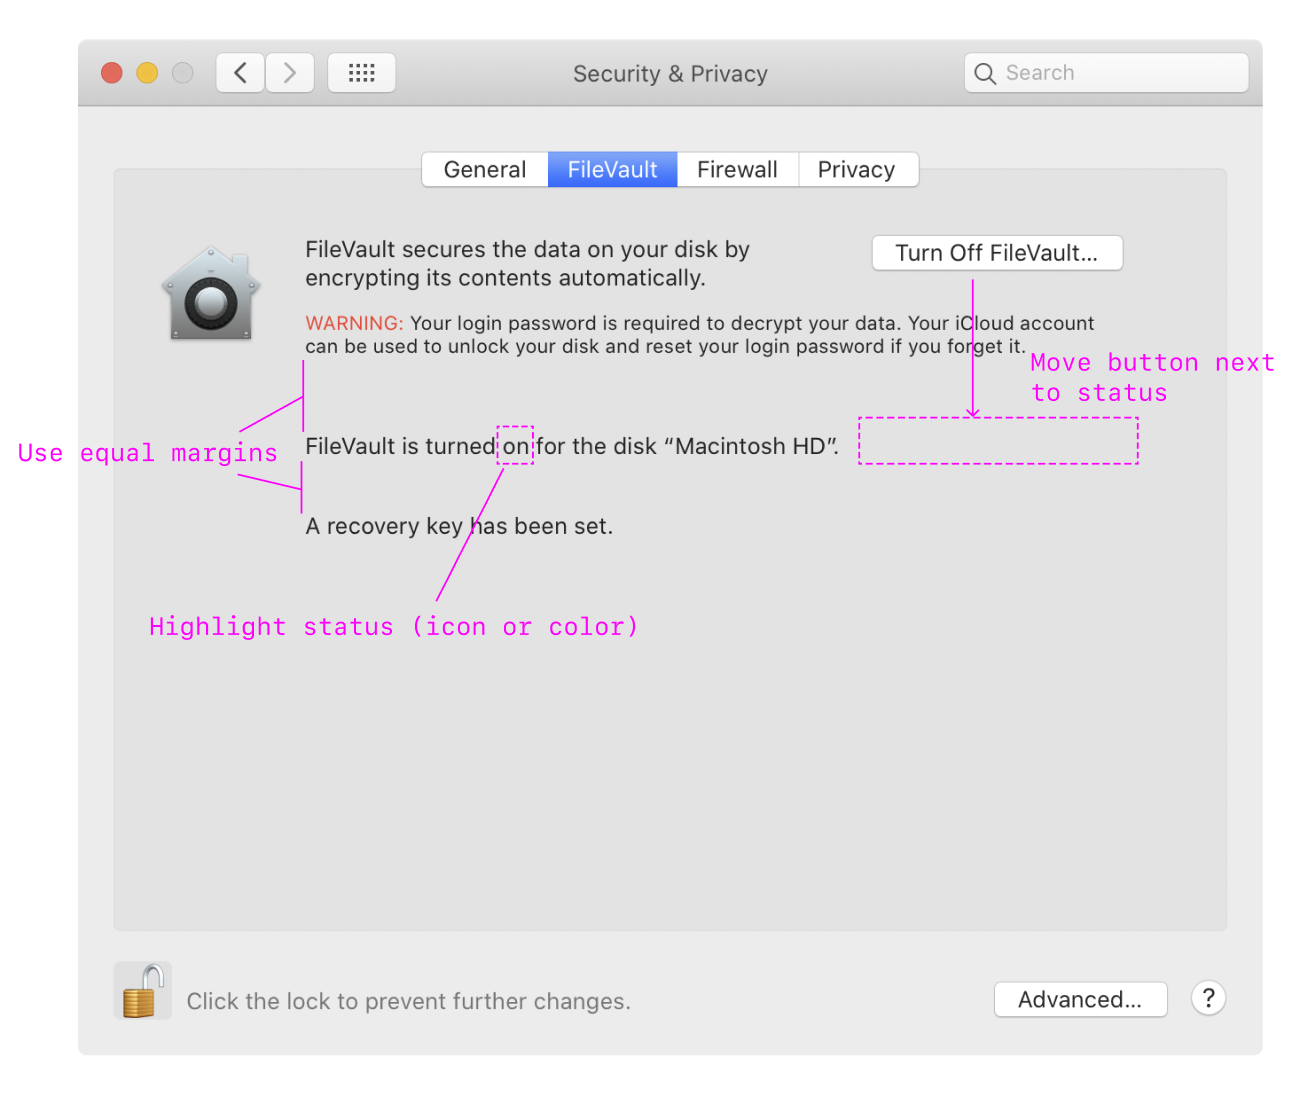 Security & Privacy
Search
General
FileVault
Firewall
Privacy
FileVault secures the data on your disk by
encrypting its contents automatically.
Turn Off FileVault...
WARNING: Your login password is required to decrypt your data. Your iCloud account
can be used to unlock your disk and reset your login password if you forget it.
Move button next
to status
Use equal margins
FileVault is turned on for the disk “Macintosh HD”.
A recovery key has been set.
Highlight status (icon or color)
Click the lock to prevent further changes.
Advanced...
?